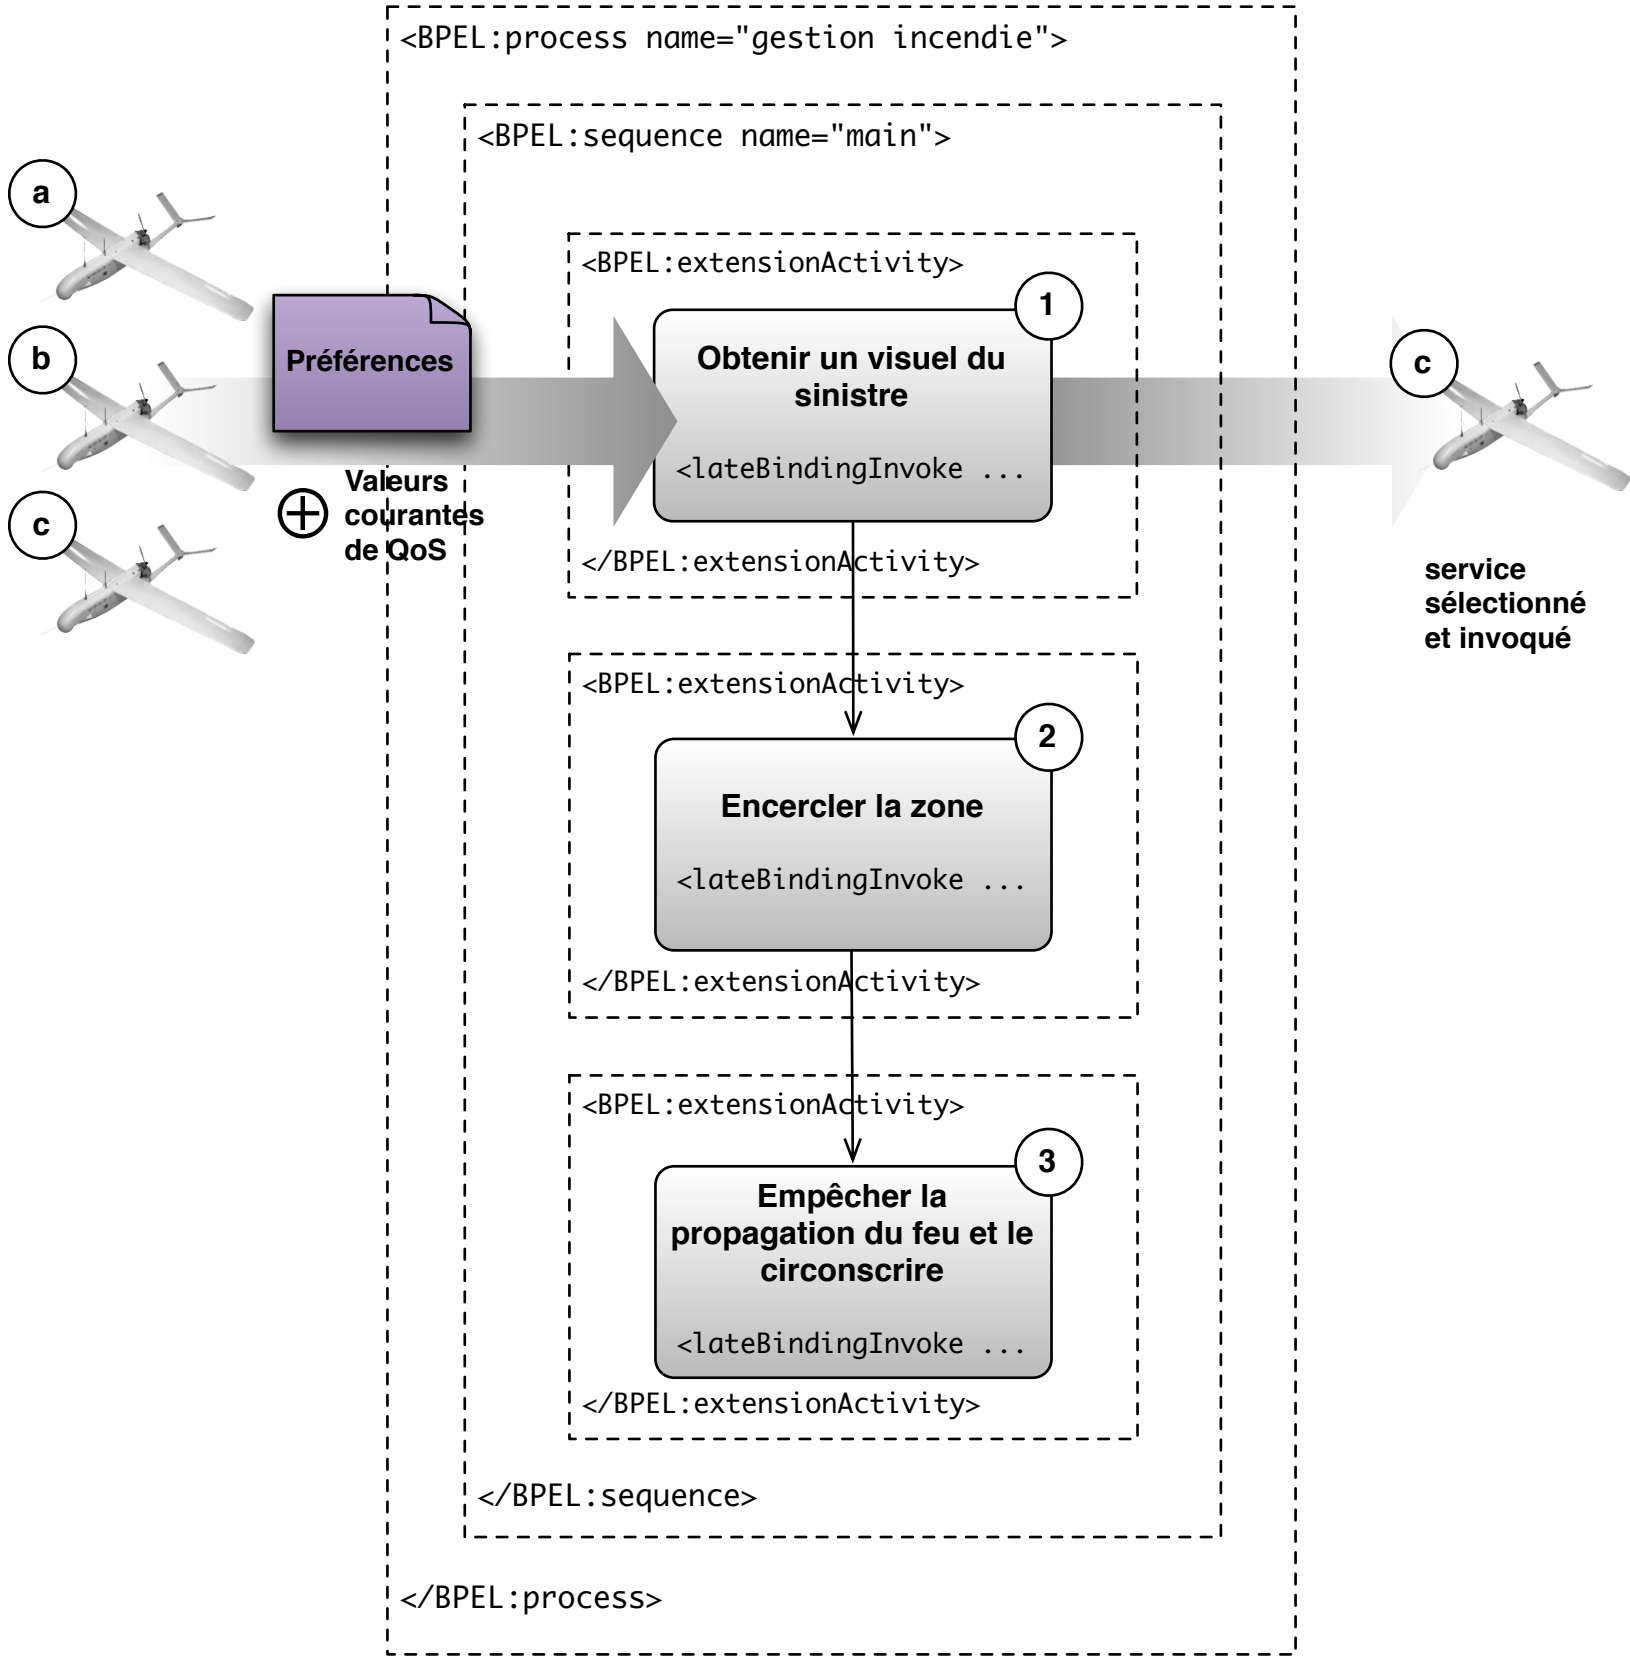 <BPEL:process name="gestion incendie">
<BPEL:sequence name="main">
a
b
c
Préférences
Valeurs
courantes
de QoS
<BPEL:extensionActivity>
1
Obtenir un visuel du
sinistre
<lateBindingInvoke ...
</BPEL:extensionActivity>
c
service
sélectionné
et invoqué
<BPEL:extensionActivity>
2
Encercler la zone
<lateBindingInvoke ...
</BPEL:extensionActivity>
<BPEL:extensionActivity>
3
Empêcher la
propagation du feu et le
circonscrire
<lateBindingInvoke ...
</BPEL:extensionActivity>
</BPEL:sequence>
</BPEL:process>